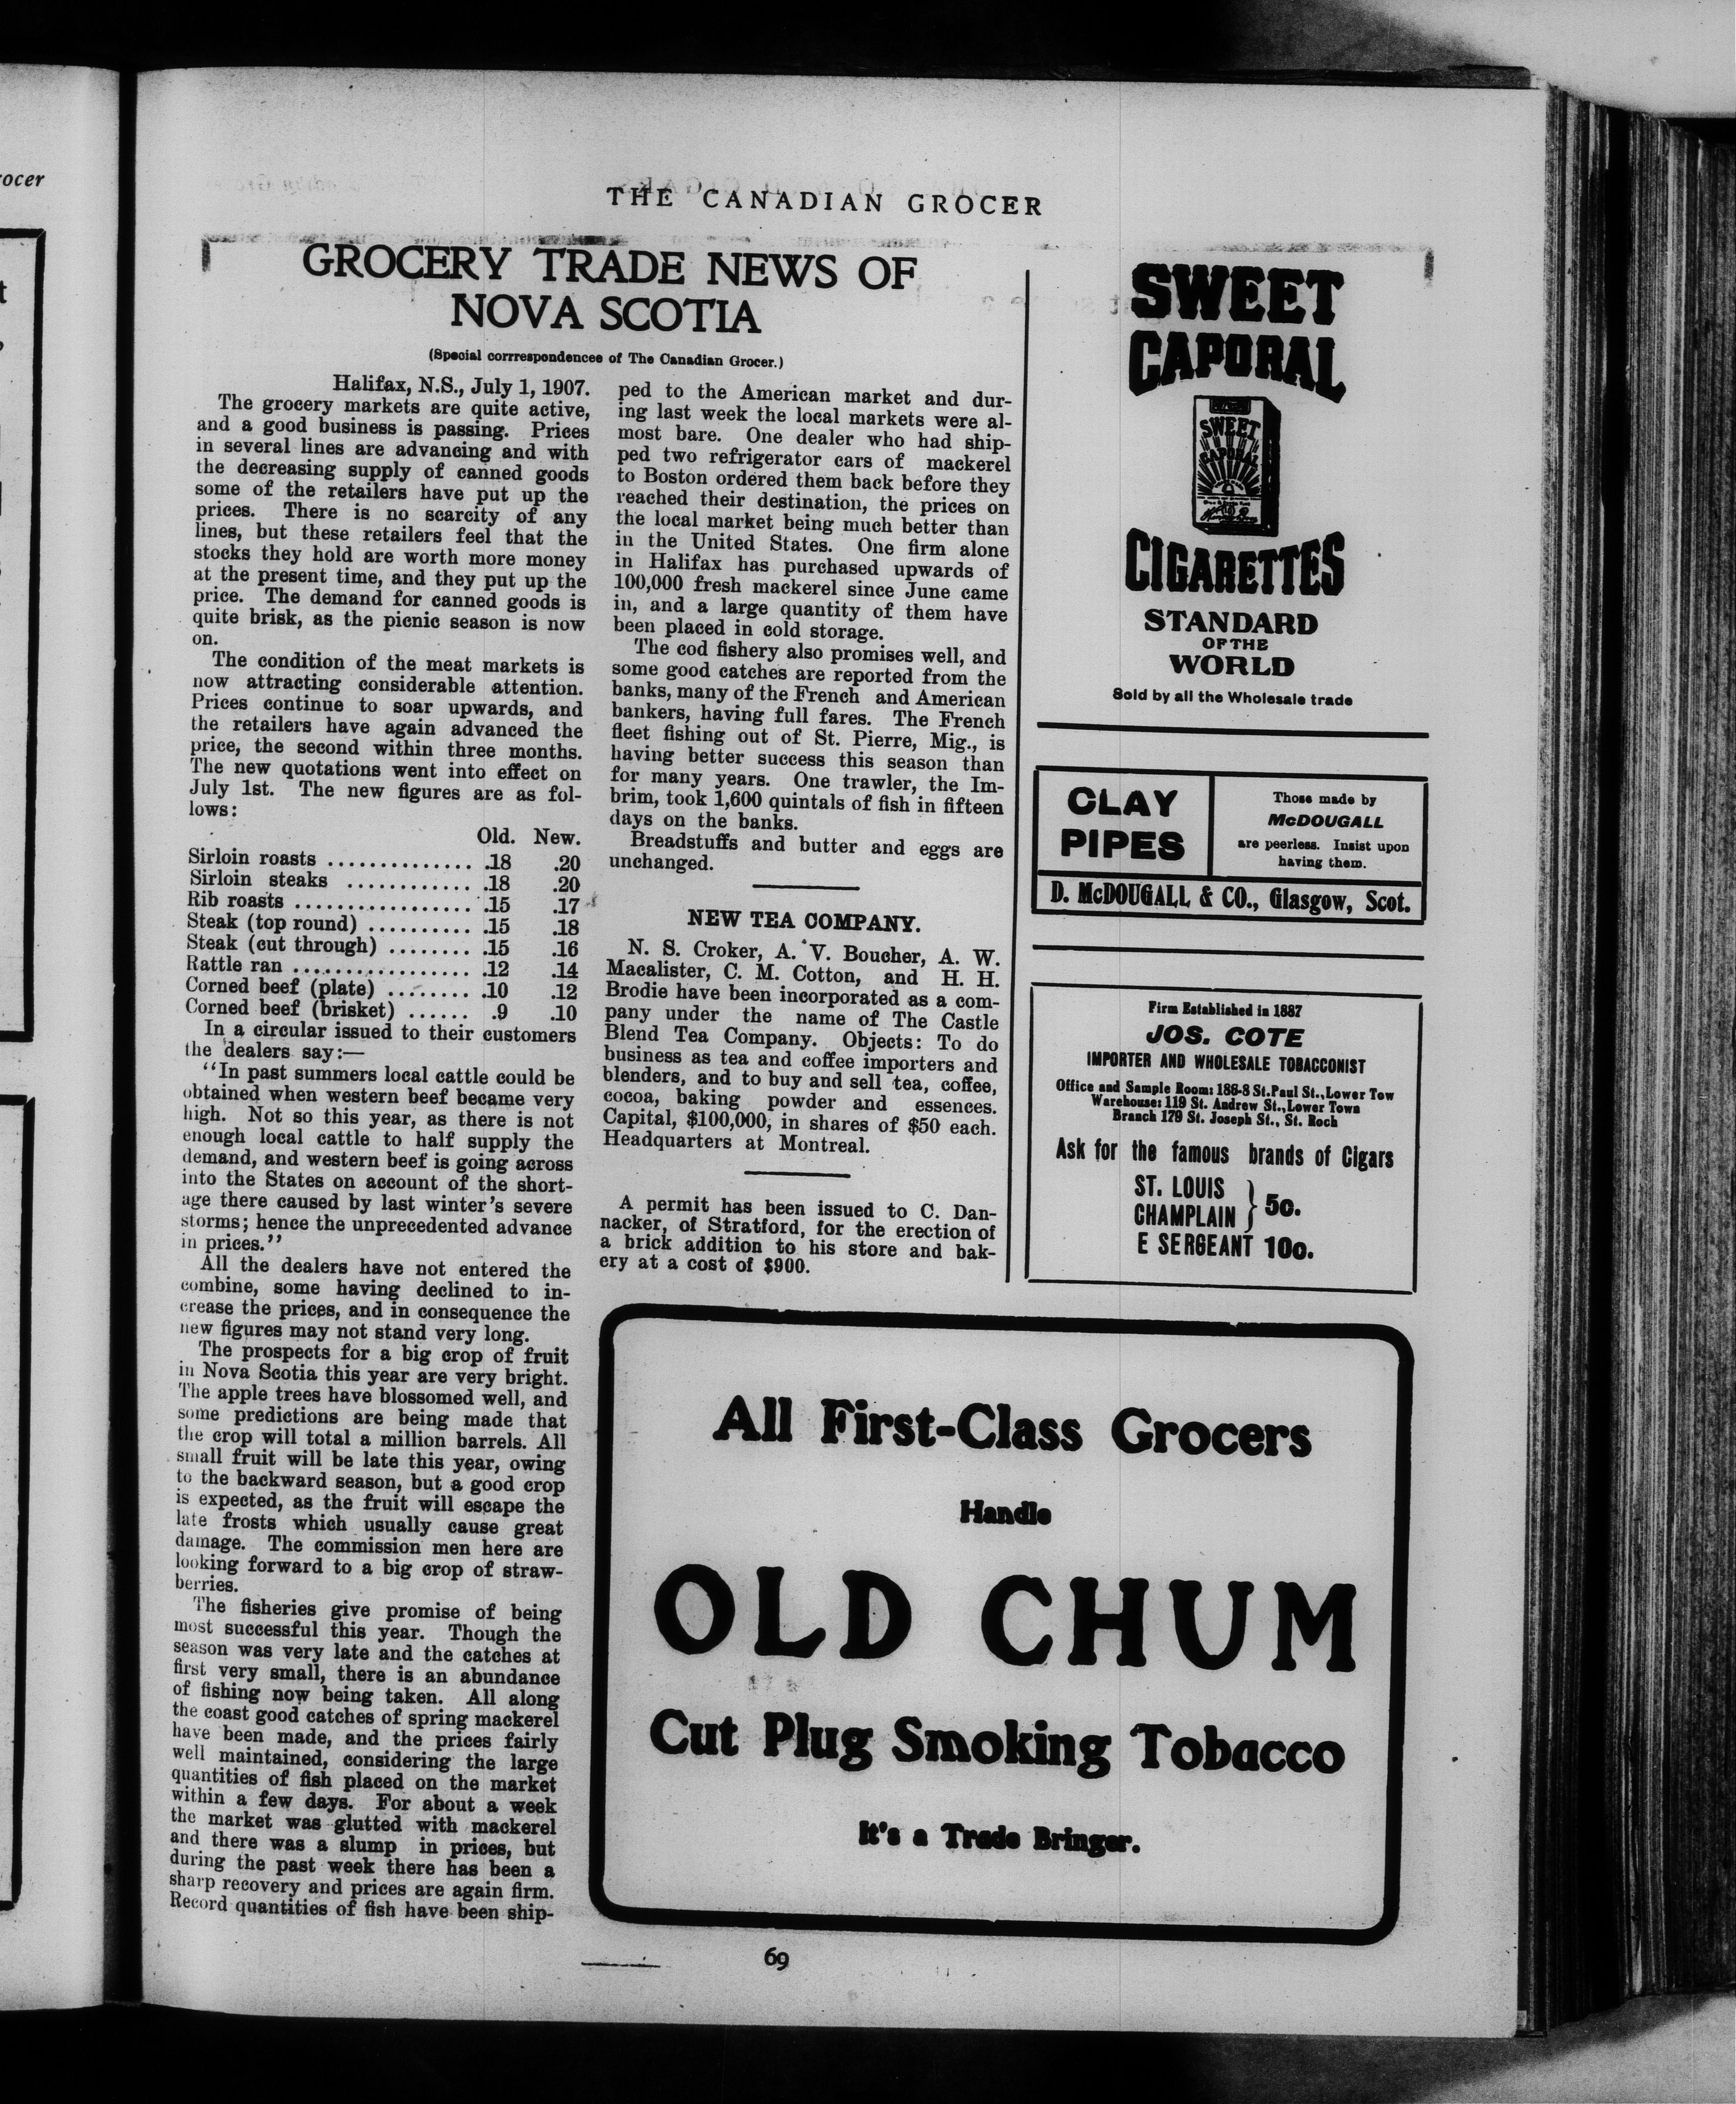 ocer
t
THE CANADIAN GROCER
GROCERY TRADE NEWS OF
NOVA SCOTIA
(Special corrrespondencee of The Canadian Grocer.)
Halifax, N.S., July 1, 1907.
The grocery markets are quite active,
and a good business is passing. Prices
in several lines are advancing and with
the decreasing supply of canned goods
some of the retailers have put up the
prices. There is no scarcity of any
lines, but these retailers feel that the
stocks they hold are worth more money
at the present time, and they put up the
price. The demand for canned goods is
quite brisk, as the picnic season is now
on.
The condition of the meat markets is
now attracting considerable attention.
Prices continue to soar upwards, and
the retailers have again advanced the
price, the second within three months.
The new quotations went into effect on
July 1st. The new figures are as fol-
lows:
Old. New.
Sirloin roasts .............. .18 .20
Sirloin steaks ............ .18 .20
Rib roasts ................. .15 .17
Steak (top round) .......... .15 .18
Steak (cut through) ........ .15 .16
Rattle ran ................. .12 .14
Corned beef (plate) ........ .10 .12
Corned beef (brisket) ...... .9 .10
In a circular issued to their customers
the dealers say:—
"In past summers local cattle could be
obtained when western beef became very
high. Not so this year, as there is not
enough local cattle to half supply the
demand, and western beef is going across
into the States on account of the short-
age there caused by last winter's severe
storms; hence the unprecedented advance
in prices."
All the dealers have not entered the
combine, some having declined to in-
crease the prices, and in consequence the
new figures may not stand very long.
The prospects for a big crop of fruit
in Nova Scotia this year are very bright.
The apple trees have blossomed well, and
some predictions are being made that
the crop will total a million barrels. All
small fruit will be late this year, owing
to the backward season, but a good crop
is expected, as the fruit will escape the
late frosts which usually cause great
damage. The commission men here are
looking forward to a big crop of straw-
berries.
The fisheries give promise of being
most successful this year. Though the
season was very late and the catches at
first very small, there is an abundance
of fishing now being taken. All along
the coast good catches of spring mackerel
have been made, and the prices fairly
well maintained, considering the large
quantities of fish placed on the market
within a few days. For about a week
the market was glutted with mackerel
and there was a slump in prices, but
during the past week there has been a
sharp recovery and prices are again firm.
Record quantities of fish have been ship-
ped to the American market and dur-
ing last week the local markets were al-
most bare. One dealer who had ship-
ped two refrigerator cars of mackerel
to Boston ordered them back before they
reached their destination, the prices on
the local market being much better than
in the United States. One firm alone
in Halifax has purchased upwards of
100,000 fresh mackerel since June came
in, and a large quantity of them have
been placed in cold storage.
The cod fishery also promises well, and
some good catches are reported from the
banks, many of the French and American
bankers, having full fares. The French
fleet fishing out of St. Pierre, Mig., is
having better success this season than
for many years. One trawler, the Im-
brim, took 1,600 quintals of fish in fifteen
days on the banks.
Breadstuffs and butter and eggs are
unchanged.
NEW TEA COMPANY.
N. S. Croker, A. V. Boucher, A. W.
Macalister, C. M. Cotton, and H. H.
Brodie have been incorporated as a com-
pany under the name of The Castle
Blend Tea Company. Objects: To do
business as tea and coffee importers and
blenders, and to buy and sell tea, coffee,
cocoa, baking powder and essences.
Capital, $100,000, in shares of $50 each.
Headquarters at Montreal.
A permit has been issued to C. Dan-
nacker, of Stratford, for the erection of
a brick addition to his store and bak-
ery at a cost of $900.
SWEET
CAPORAL
SWEET
CAPORAL
CIGARETTES
STANDARD
OF THE
WORLD
Sold by all the Wholesale trade
CLAY
PIPES
Those made by
McDOUGALL
are peerless. Insist upon
having them.
D. McDOUGALL & CO., Glasgow, Scot.
Firm Established in 1887
JOS. COTE
IMPORTER AND WHOLESALE TOBACCONIST
Office and Sample Room: 186-8 St.Paul St., Lower Tow
Warehouse: 119 St. Andrew St., Lower Town
Branch 179 St. Joseph St., St. Roch
Ask for the famous brands of Cigars
ST. LOUIS
CHAMPLAIN } 5c.
E SERGEANT 10c.
All First-Class Grocers
Handle
OLD CHUM
Cut Plug Smoking Tobacco
It's a Trade Bringer.
69